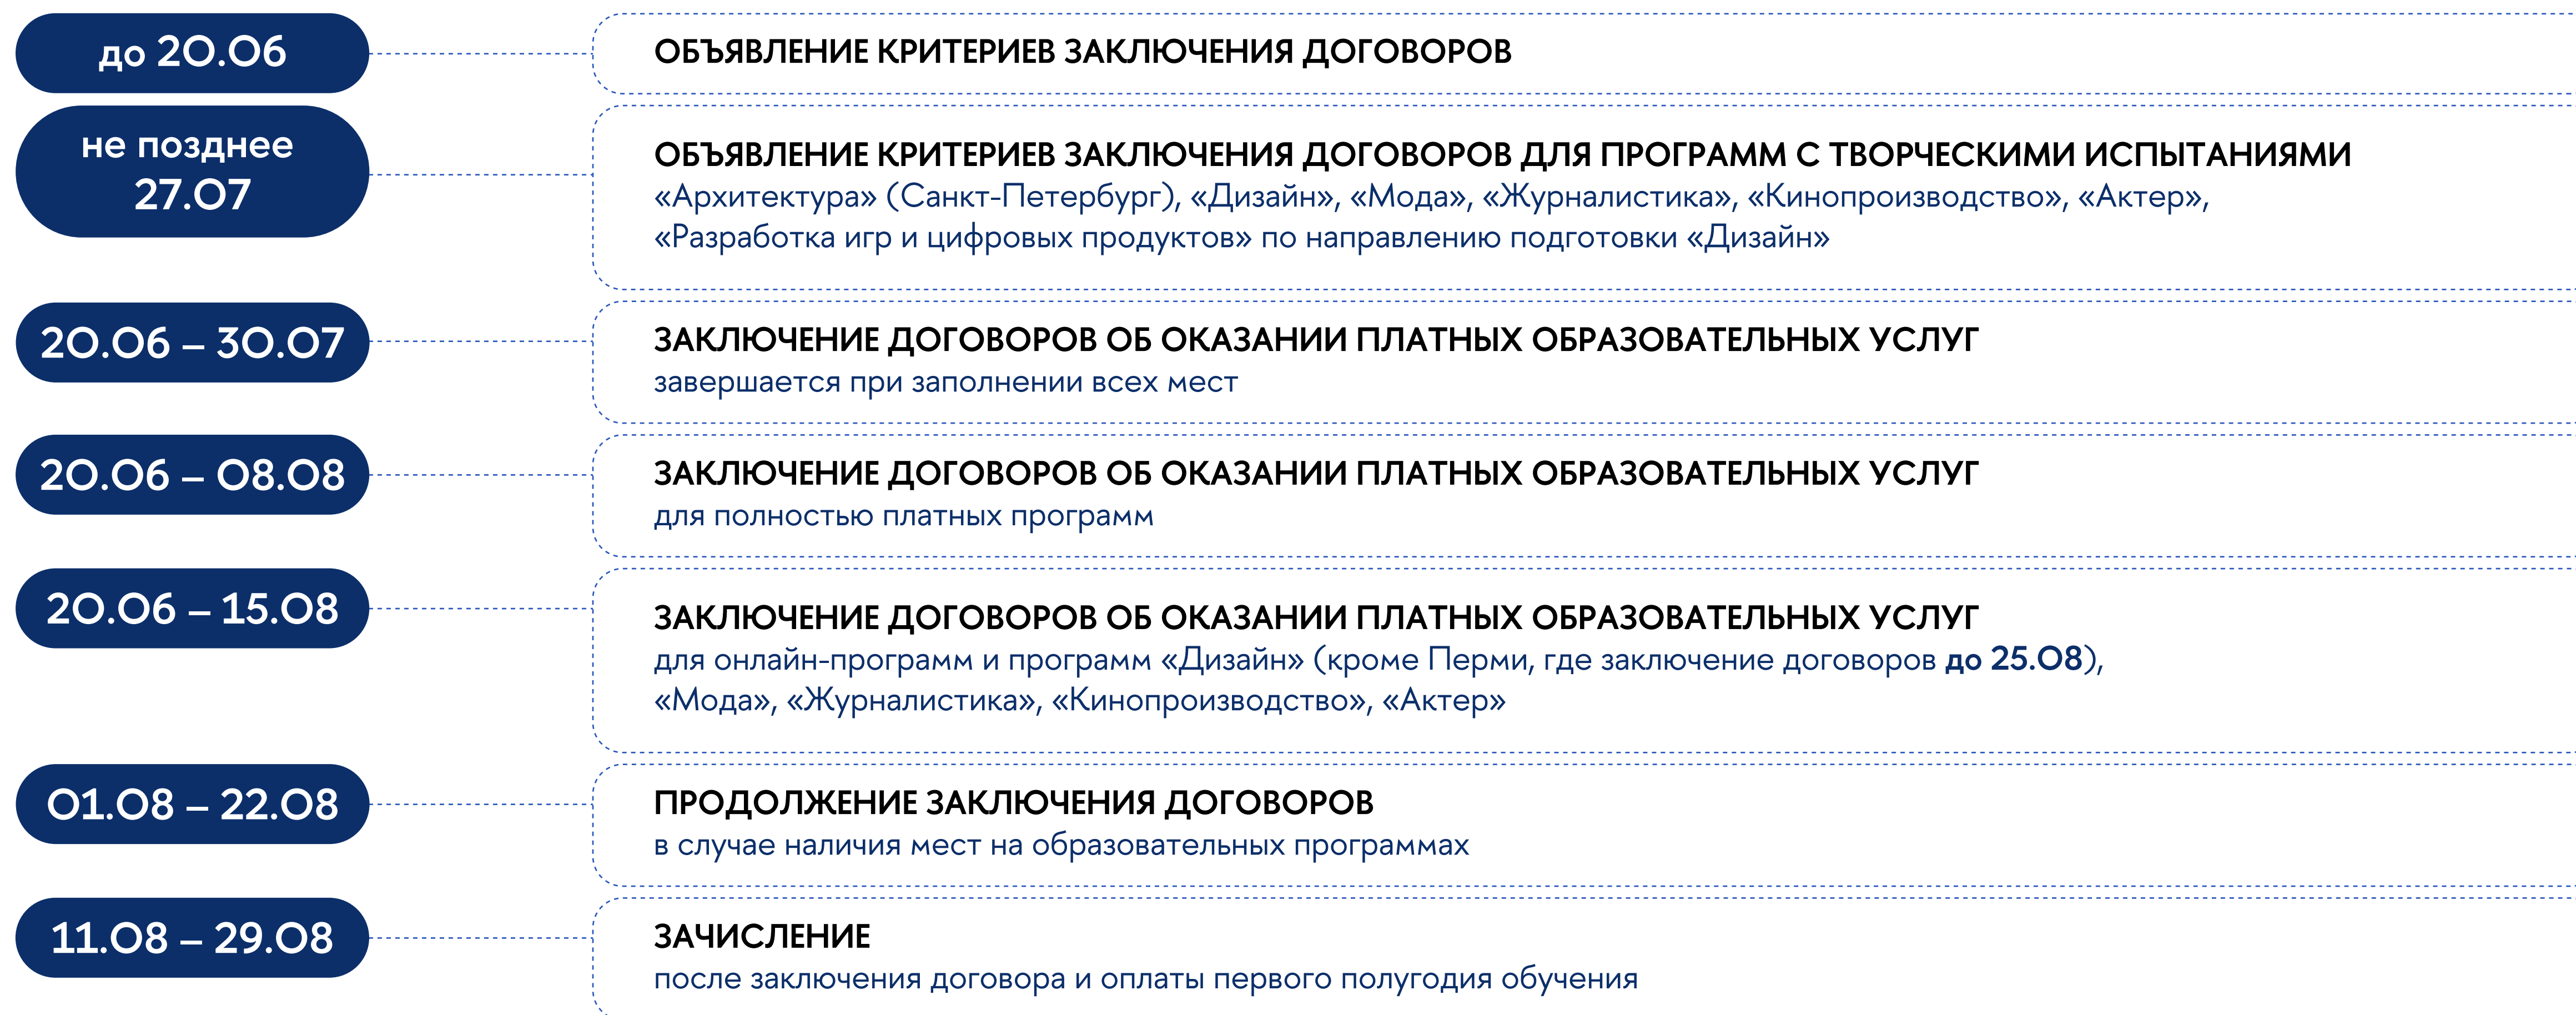 до 20.06
ОБЪЯВЛЕНИЕ КРИТЕРИЕВ ЗАКЛЮЧЕНИЯ ДОГОВОРОВ
не позднее
27.07
ОБЪЯВЛЕНИЕ КРИТЕРИЕВ ЗАКЛЮЧЕНИЯ ДОГОВОРОВ ДЛЯ ПРОГРАММ С ТВОРЧЕСКИМИ ИСПЫТАНИЯМИ
«Архитектура» (Санкт-Петербург), «Дизайн», «Мода», «Журналистика», «Кинопроизводство», «Актер»,
«Разработка игр и цифровых продуктов» по направлению подготовки «Дизайн»
20.06 – 30.07
ЗАКЛЮЧЕНИЕ ДОГОВОРОВ ОБ ОКАЗАНИИ ПЛАТНЫХ ОБРАЗОВАТЕЛЬНЫХ УСЛУГ
завершается при заполнении всех мест
20.06 – 08.08
ЗАКЛЮЧЕНИЕ ДОГОВОРОВ ОБ ОКАЗАНИИ ПЛАТНЫХ ОБРАЗОВАТЕЛЬНЫХ УСЛУГ
для полностью платных программ
20.06 – 15.08
ЗАКЛЮЧЕНИЕ ДОГОВОРОВ ОБ ОКАЗАНИИ ПЛАТНЫХ ОБРАЗОВАТЕЛЬНЫХ УСЛУГ
для онлайн-программ и программ «Дизайн» (кроме Перми, где заключение договоров до 25.08),
«Мода», «Журналистика», «Кинопроизводство», «Актер»
01.08 – 22.08
ПРОДОЛЖЕНИЕ ЗАКЛЮЧЕНИЯ ДОГОВОРОВ
в случае наличия мест на образовательных программах
11.08 – 29.08
ЗАЧИСЛЕНИЕ
после заключения договора и оплаты первого полугодия обучения